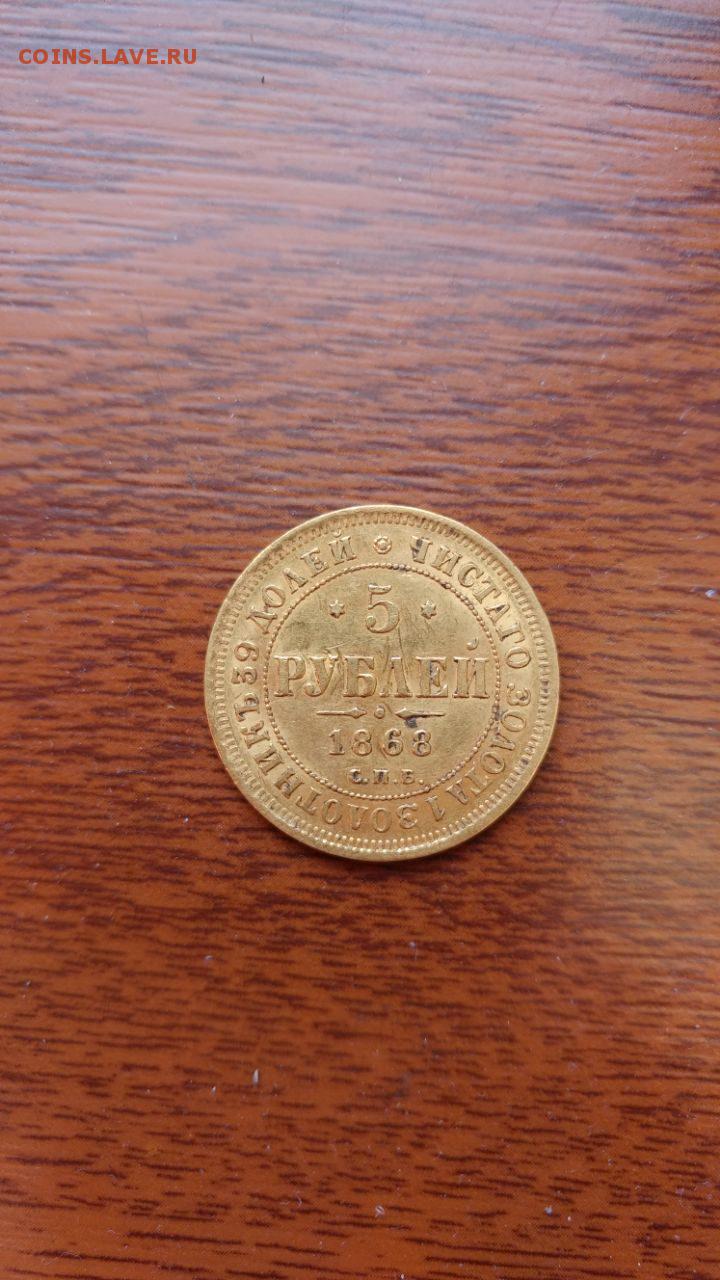 COINS.LAVE.RU
5
РУБЛЕЙ
1868
С.П.Б.
ЧИСТАГО ЗОЛОТА 1 ЗОЛОТНИКЪ 39 ДОЛЕЙ